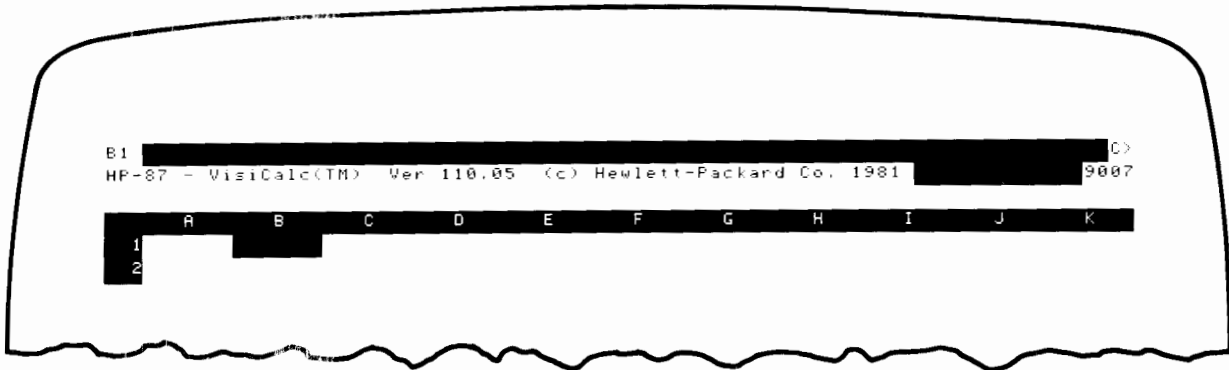 B1 C>
HP-87 - VisiCalc(TM) Ver 110.05 (c) Hewlett-Packard Co. 1981 9007
A B C D E F G H I J K
1
2